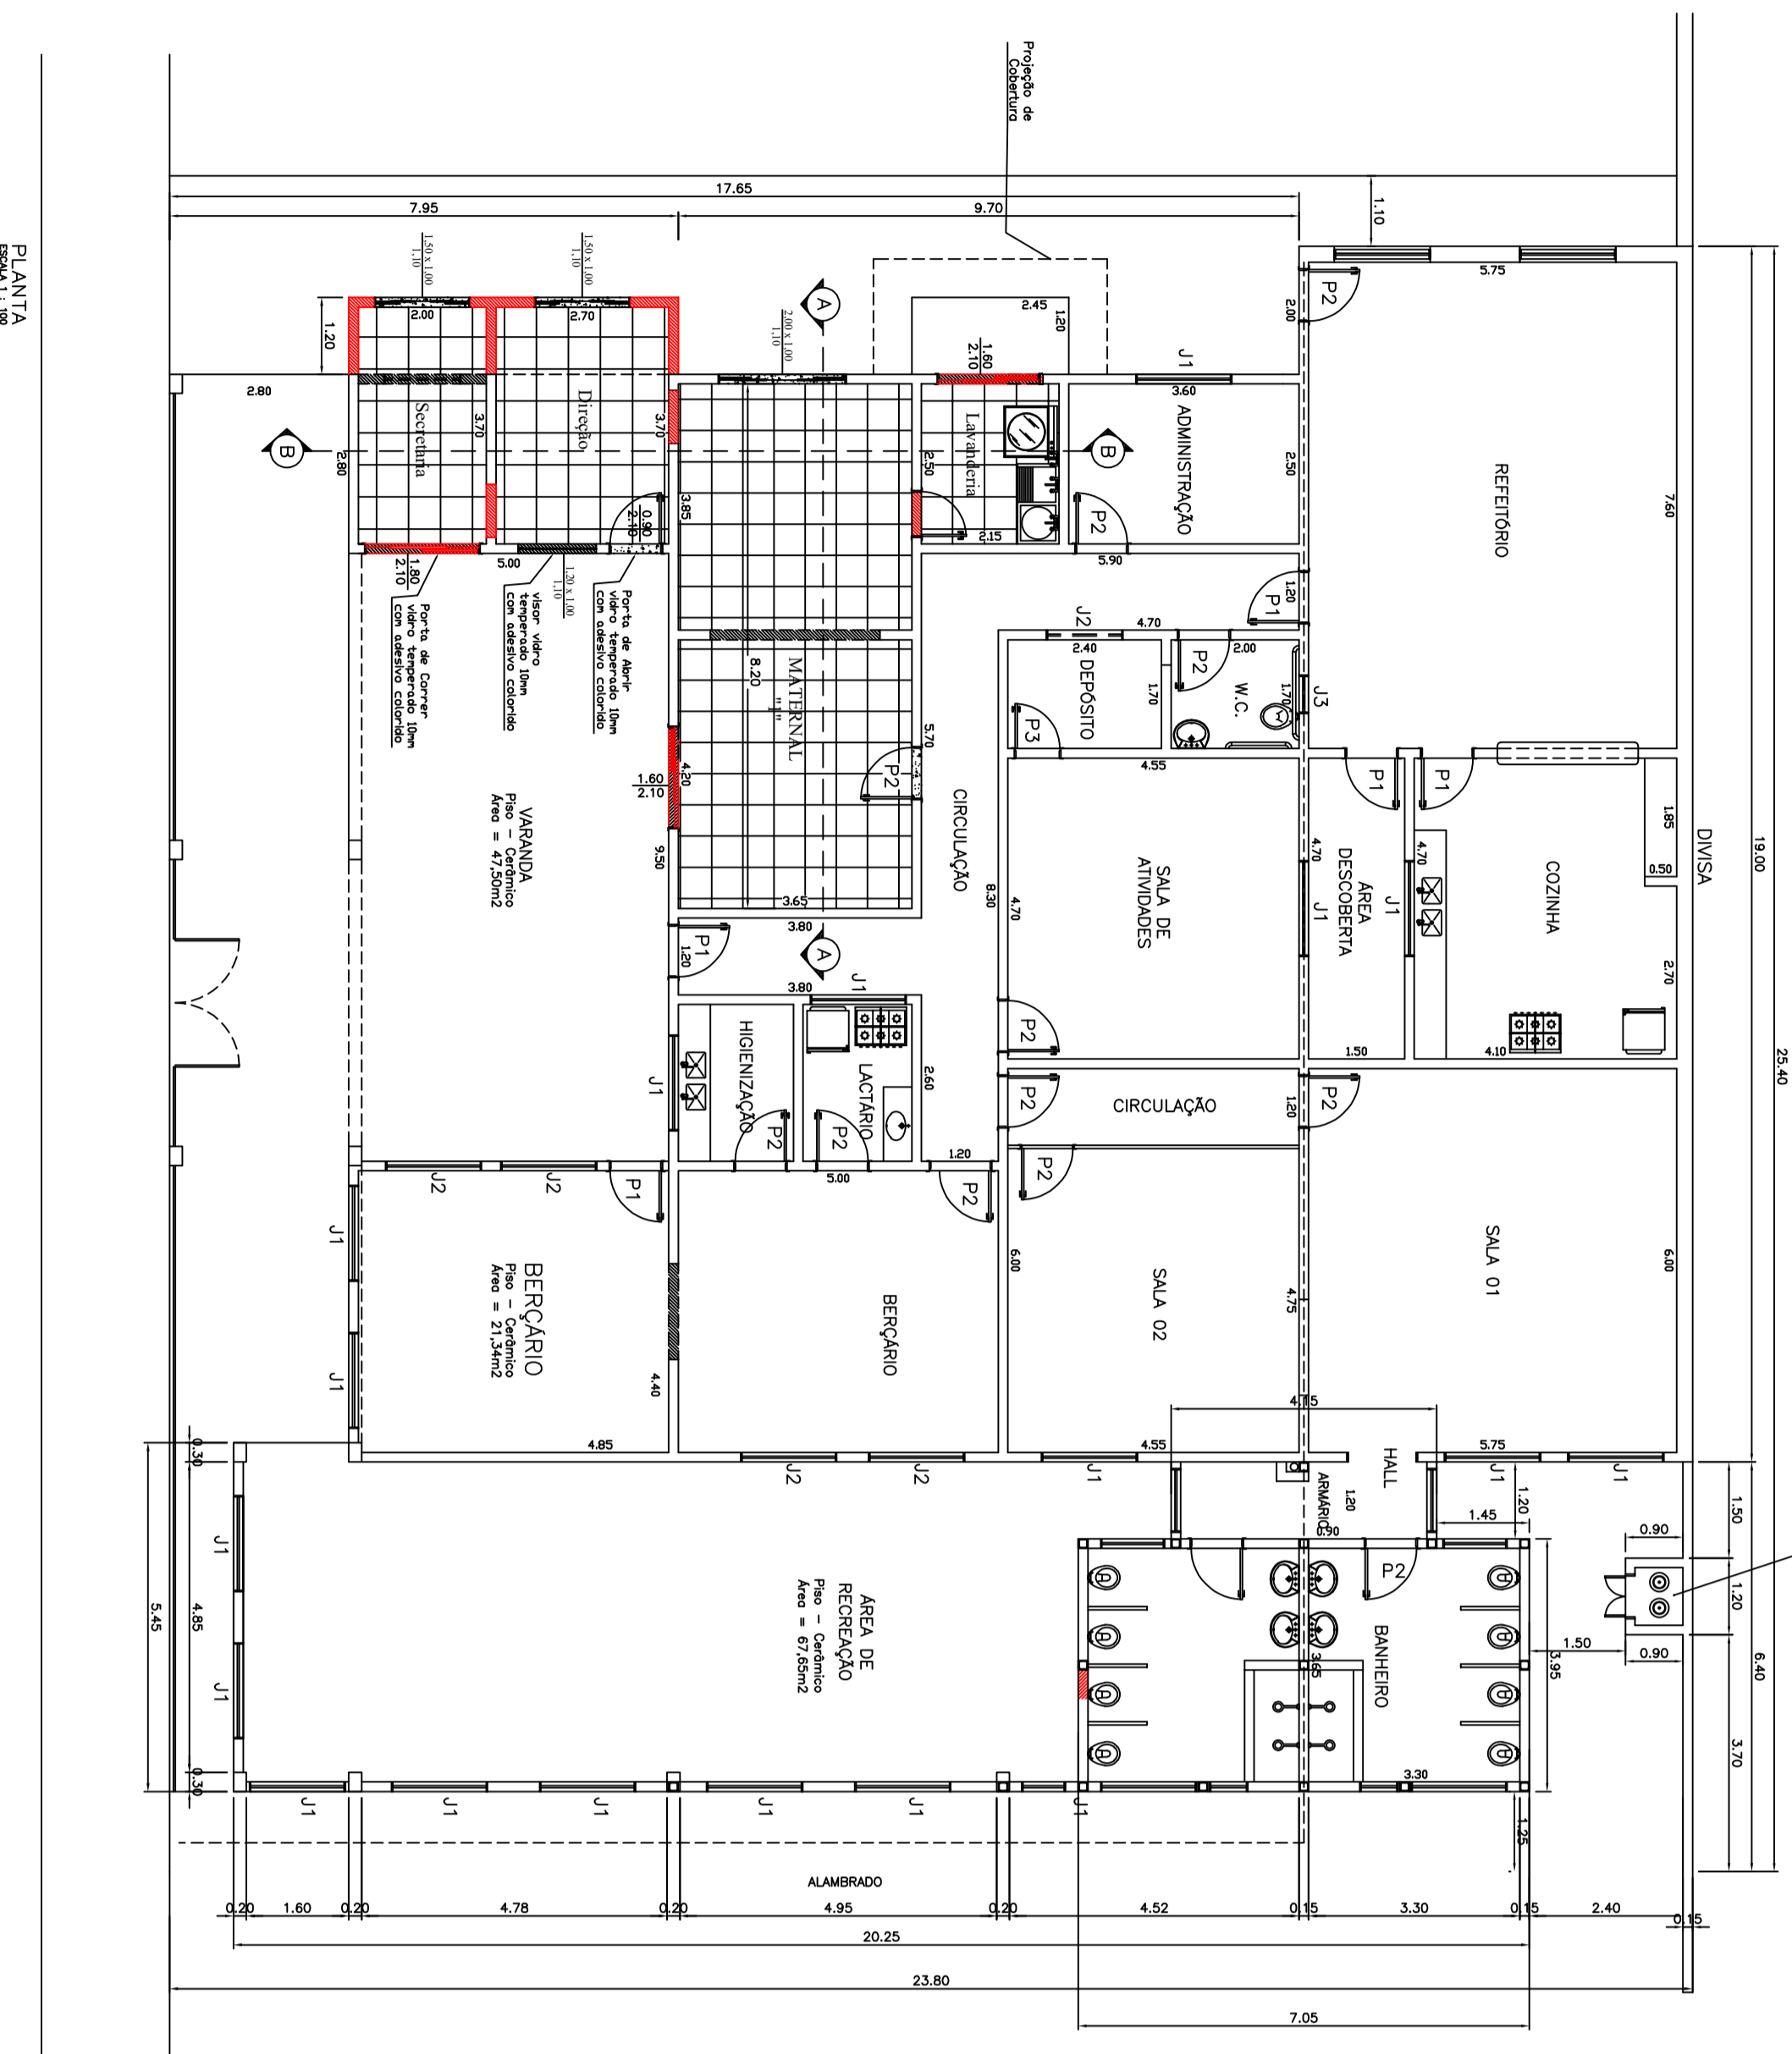 PLANTA
ESCALA 1 : 100
Projeção de
Cobertura
17.65
7.95
9.70
1.10
25.40
19.00
DIVISA
6.40
1.50
1.20
3.70
1,50 x 1,00
1,10
1,50 x 1,00
1,10
2,00 x 1,00
1,10
1.20
2.00
2.70
2.45
1.20
1.60
2.10
2.00
5.75
P2
REFEITÓRIO
7.60
J1
3.60
ADMINISTRAÇÃO
2.50
P2
Lavanderia
2.50
2.15
5.90
A
B
B
2.80
2.80
Secretaria
3.70
Direção
3.70
3.85
0.90
2.10
5.00
1.80
2.10
1,20 x 1,00
1,10
Porta de Correr
vidro temperado 10mm
com adesivo colorido
visor vidro
temperado 10mm
com adesivo colorido
Porta de Abrir
vidro temperado 10mm
com adesivo colorido
MATERNAL
"1"
8.20
5.70
P2
4.20
3.65
1.60
2.10
9.50
VARANDA
Piso - Cerâmico
Área = 47,50m2
CIRCULAÇÃO
8.30
J2
4.70
2.40
DEPÓSITO
1.70
P3
2.00
P2
W.C.
1.70
J3
1.20
P1
4.55
SALA DE
ATIVIDADES
4.70
P2
P1
P1
4.70
ÁREA
DESCOBERTA
J1
J1
1.50
4.70
COZINHA
1.85
0.50
2.70
4.10
3.80
P1
1.20
A
3.80
J1
HIGIENIZAÇÃO
P2
LACTÁRIO
P2
2.60
1.20
J1
P2
CIRCULAÇÃO
1.20
P2
P2
J2
J2
P1
5.00
P2
J1
J1
BERÇÁRIO
Piso - Cerâmico
Área = 21,34m2
4.40
4.85
BERÇÁRIO
6.00
SALA 02
4.75
4.55
SALA 01
6.00
5.75
4.15
J2
J2
J1
HALL
ARMÁRIO
1.20
0.90
J1
J1
1.20
1.45
0.90
0.90
1.50
3.95
P2
BANHEIRO
3.65
3.30
1.25
ÁREA DE
RECREAÇÃO
Piso - Cerâmico
Área = 67,65m2
0.30
4.85
0.30
5.45
J1
J1
J1
J1
J1
J1
J1
J1
ALAMBRADO
0.20
1.60
0.20
4.78
0.20
4.95
0.20
4.52
0.15
3.30
0.15
2.40
0.15
20.25
23.80
7.05